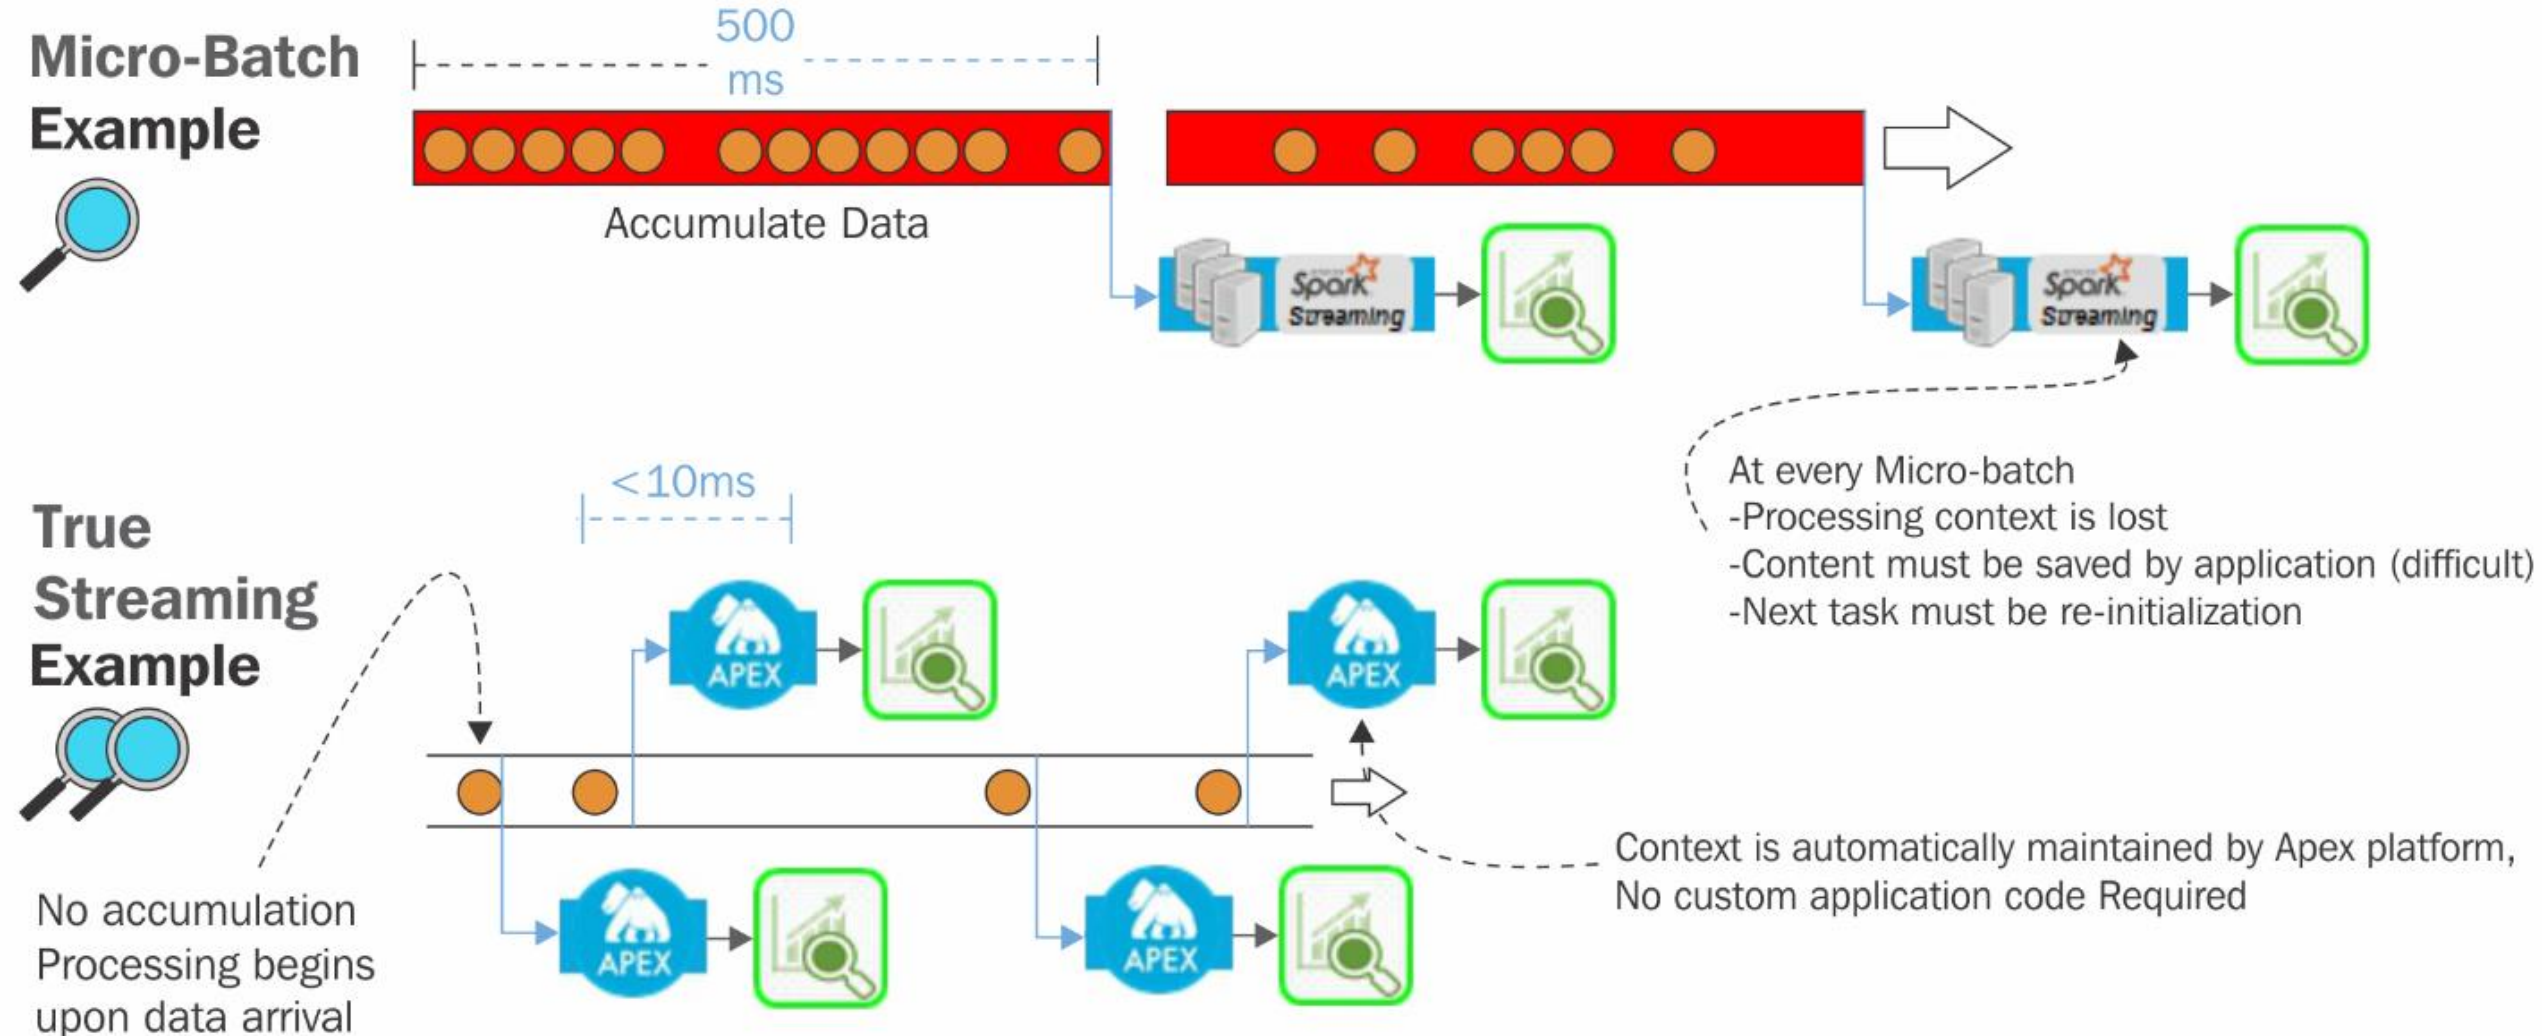 Micro-Batch
Example
500
ms
Accumulate Data
Spark
Streaming
Spark
Streaming
At every Micro-batch
-Processing context is lost
-Content must be saved by application (difficult)
-Next task must be re-initialization
True
Streaming
Example
<10ms
APEX
APEX
APEX
APEX
Context is automatically maintained by Apex platform,
No custom application code Required
No accumulation
Processing begins
upon data arrival